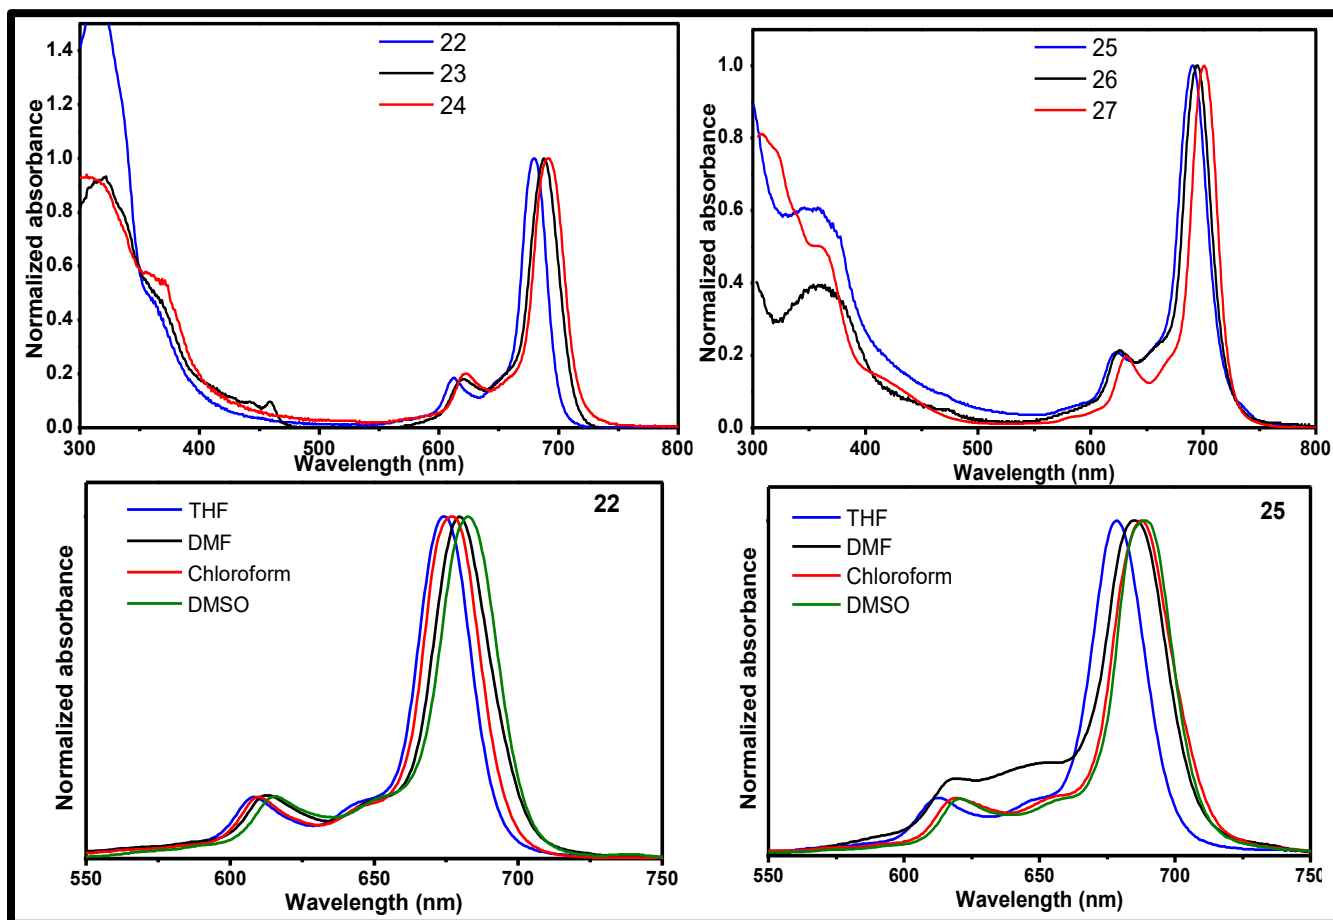 22
23
24
Normalized absorbance
1.4
1.2
1.0
0.8
0.6
0.4
0.2
0.0
300 400 500 600 700 800
Wavelength (nm)
25
26
27
Normalized absorbance
1.0
0.8
0.6
0.4
0.2
0.0
300 400 500 600 700 800
Wavelength (nm)
22
THF
DMF
Chloroform
DMSO
Normalized absorbance
550 600 650 700 750
Wavelength (nm)
25
THF
DMF
Chloroform
DMSO
Normalized absorbance
550 600 650 700 750
Wavelength (nm)